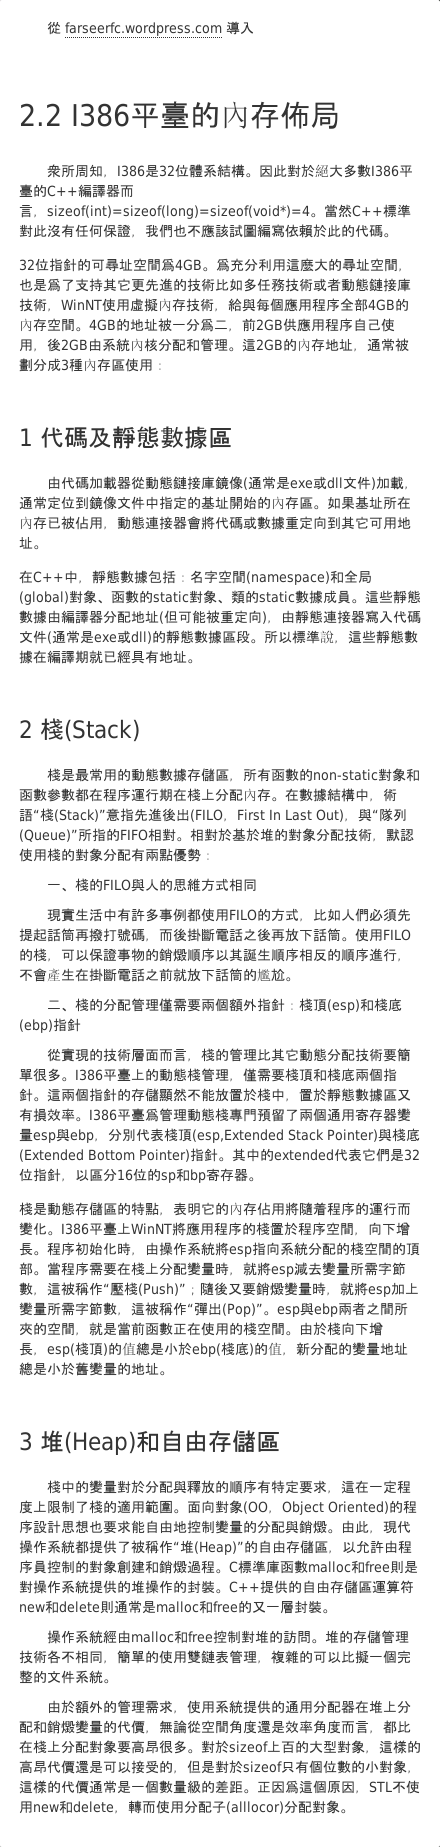 從 farseerfc.wordpress.com 導入
2.2 I386平臺的內存佈局
衆所周知，I386是32位體系結構。因此對於絕大多數I386平
臺的C++編譯器而
言，sizeof(int)=sizeof(long)=sizeof(void*)=4。當然C++標準
對此沒有任何保證，我們也不應該試圖編寫依賴於此的代碼。
32位指針的可尋址空間爲4GB。爲充分利用這麼大的尋址空間，
也是爲了支持其它更先進的技術比如多任務技術或者動態鏈接庫
技術，WinNT使用虛擬內存技術，給與每個應用程序全部4GB的
內存空間。4GB的地址被一分爲二，前2GB供應用程序自己使
用，後2GB由系統內核分配和管理。這2GB的內存地址，通常被
劃分成3種內存區使用：
1 代碼及靜態數據區
由代碼加載器從動態鏈接庫鏡像(通常是exe或dll文件)加載，
通常定位到鏡像文件中指定的基址開始的內存區。如果基址所在
內存已被佔用，動態連接器會將代碼或數據重定向到其它可用地
址。
在C++中，靜態數據包括：名字空間(namespace)和全局
(global)對象、函數的static對象、類的static數據成員。這些靜態
數據由編譯器分配地址(但可能被重定向)，由靜態連接器寫入代碼
文件(通常是exe或dll)的靜態數據區段。所以標準說，這些靜態數
據在編譯期就已經具有地址。
2 棧(Stack)
棧是最常用的動態數據存儲區，所有函數的non-static對象和
函數參數都在程序運行期在棧上分配內存。在數據結構中，術
語“棧(Stack)”意指先進後出(FILO，First In Last Out)，與“隊列
(Queue)”所指的FIFO相對。相對於基於堆的對象分配技術，默認
使用棧的對象分配有兩點優勢：
一、棧的FILO與人的思維方式相同
現實生活中有許多事例都使用FILO的方式，比如人們必須先
提起話筒再撥打號碼，而後掛斷電話之後再放下話筒。使用FILO
的棧，可以保證事物的銷燬順序以其誕生順序相反的順序進行，
不會產生在掛斷電話之前就放下話筒的尷尬。
二、棧的分配管理僅需要兩個額外指針：棧頂(esp)和棧底
(ebp)指針
從實現的技術層面而言，棧的管理比其它動態分配技術要簡
單很多。I386平臺上的動態棧管理，僅需要棧頂和棧底兩個指
針。這兩個指針的存儲顯然不能放置於棧中，置於靜態數據區又
有損效率。I386平臺爲管理動態棧專門預留了兩個通用寄存器變
量esp與ebp，分別代表棧頂(esp,Extended Stack Pointer)與棧底
(Extended Bottom Pointer)指針。其中的extended代表它們是32
位指針，以區分16位的sp和bp寄存器。
棧是動態存儲區的特點，表明它的內存佔用將隨着程序的運行而
變化。I386平臺上WinNT將應用程序的棧置於程序空間，向下增
長。程序初始化時，由操作系統將esp指向系統分配的棧空間的頂
部。當程序需要在棧上分配變量時，就將esp減去變量所需字節
數，這被稱作“壓棧(Push)”；隨後又要銷燬變量時，就將esp加上
變量所需字節數，這被稱作“彈出(Pop)”。esp與ebp兩者之間所
夾的空間，就是當前函數正在使用的棧空間。由於棧向下增
長，esp(棧頂)的值總是小於ebp(棧底)的值，新分配的變量地址
總是小於舊變量的地址。
3 堆(Heap)和自由存儲區
棧中的變量對於分配與釋放的順序有特定要求，這在一定程
度上限制了棧的適用範圍。面向對象(OO，Object Oriented)的程
序設計思想也要求能自由地控制變量的分配與銷燬。由此，現代
操作系統都提供了被稱作“堆(Heap)”的自由存儲區，以允許由程
序員控制的對象創建和銷燬過程。C標準庫函數malloc和free則是
對操作系統提供的堆操作的封裝。C++提供的自由存儲區運算符
new和delete則通常是malloc和free的又一層封裝。
操作系統經由malloc和free控制對堆的訪問。堆的存儲管理
技術各不相同，簡單的使用雙鏈表管理，複雜的可以比擬一個完
整的文件系統。
由於額外的管理需求，使用系統提供的通用分配器在堆上分
配和銷燬變量的代價，無論從空間角度還是效率角度而言，都比
在棧上分配對象要高昂很多。對於sizeof上百的大型對象，這樣的
高昂代價還是可以接受的，但是對於sizeof只有個位數的小對象，
這樣的代價通常是一個數量級的差距。正因爲這個原因，STL不使
用new和delete，轉而使用分配子(alllocor)分配對象。